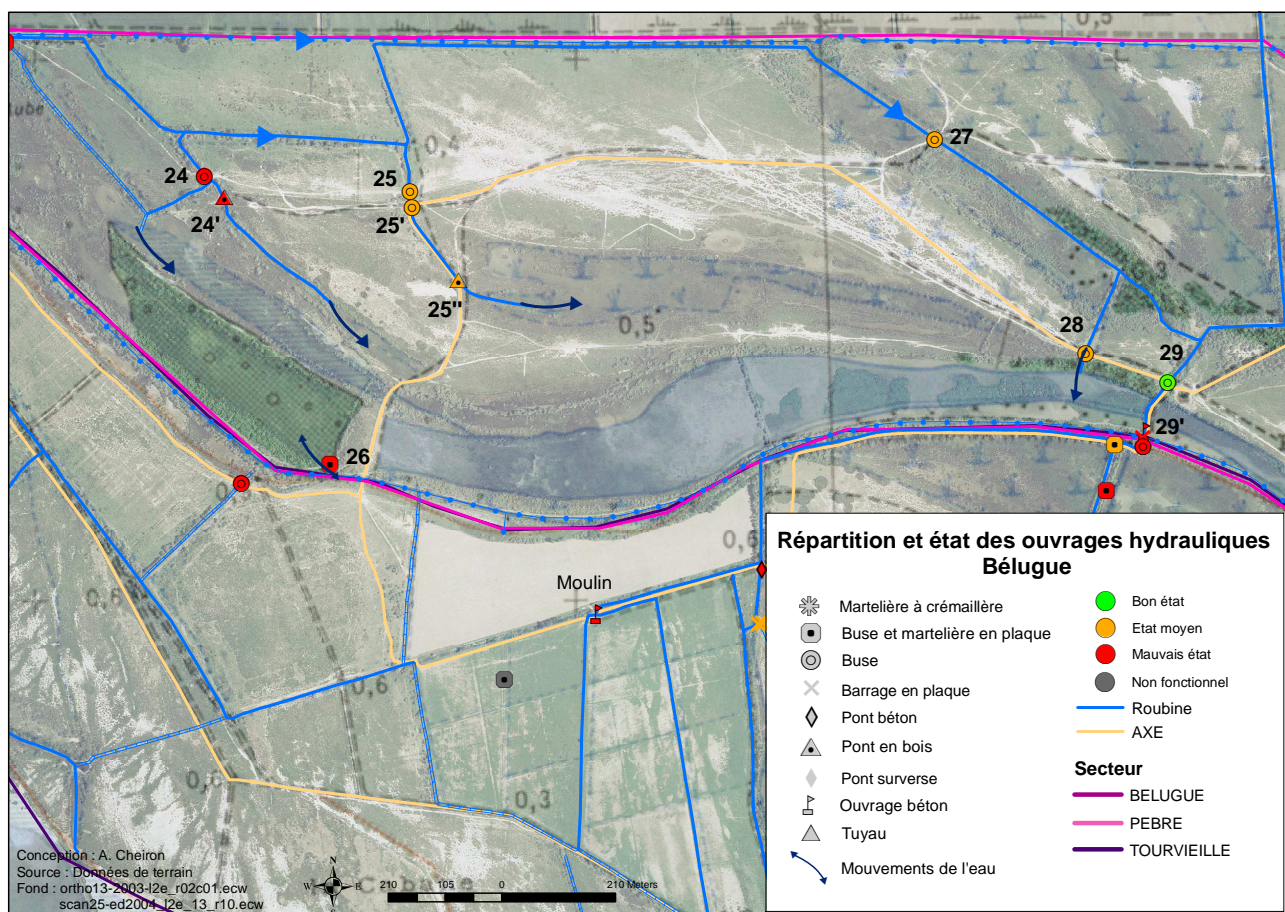 0,5
27
ube
0,4
24
25
24'
25'
25''
3
0,5
28
29
29'
26
0,6
Répartition et état des ouvrages hydrauliques
Bélugue
Moulin
Martelière à crémaillère
Buse et martelière en plaque
Buse
Barrage en plaque
Pont béton
Pont en bois
Pont surverse
Ouvrage béton
Tuyau
Mouvements de l'eau
Bon état
Etat moyen
Mauvais état
Non fonctionnel
Roubine
AXE
Secteur
BELUGUE
PEBRE
TOURVIEILLE
0,6
0,6
0,3
Conception : A. Cheiron
Source : Données de terrain
Fond : ortho13-2003-l2e_r02c01.ecw
scan25-ed2004_l2e_13_r10.ecw
N
W
E
S
210
105
0
210 Meters